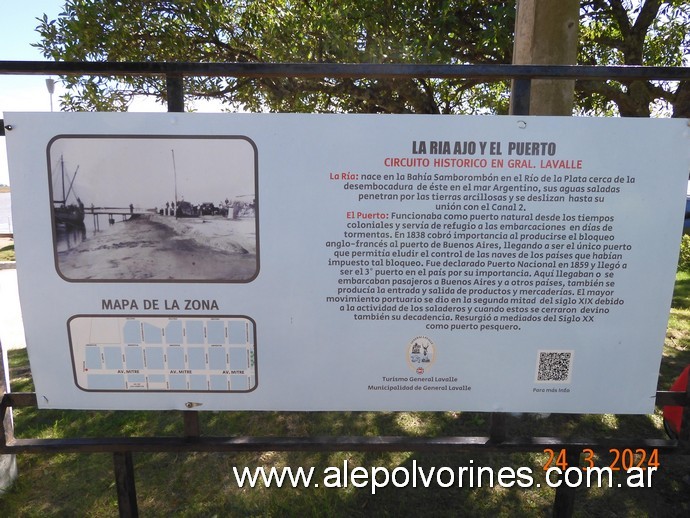 LA RIA AJO Y EL PUERTO
CIRCUITO HISTORICO EN GRAL. LAVALLE
La Ría: nace en la Bahía Samborombón en el Río de la Plata cerca de la
desembocadura de éste en el mar Argentino, sus aguas saladas
penetran por las tierras arcillosas y se deslizan hasta su
unión con el Canal 2.
El Puerto: Funcionaba como puerto natural desde los tiempos
coloniales y servía de refugio a las embarcaciones en días de
tormentas. En 1838 cobró importancia al producirse el bloqueo
anglo-francés al puerto de Buenos Aires, llegando a ser el único puerto
que permitía eludir el control de las naves de los países que habían
impuesto tal bloqueo. Fue declarado Puerto Nacional en 1859 y llegó a
ser el 3° puerto en el país por su importancia. Aquí llegaban o se
embarcaban pasajeros a Buenos Aires y a otros países, también se
producía la entrada y salida de productos y mercaderías. El mayor
movimiento portuario se dio en la segunda mitad del siglo XIX debido
a la actividad de los saladeros y cuando estos se cerraron devino
también su decadencia. Resurgió a mediados del Siglo XX
como puerto pesquero.
MAPA DE LA ZONA
AV. MITRE
AV. MITRE
Turismo General Lavalle
Municipalidad de General Lavalle
Para más info
24 3 2024
www.alepolvorines.com.ar